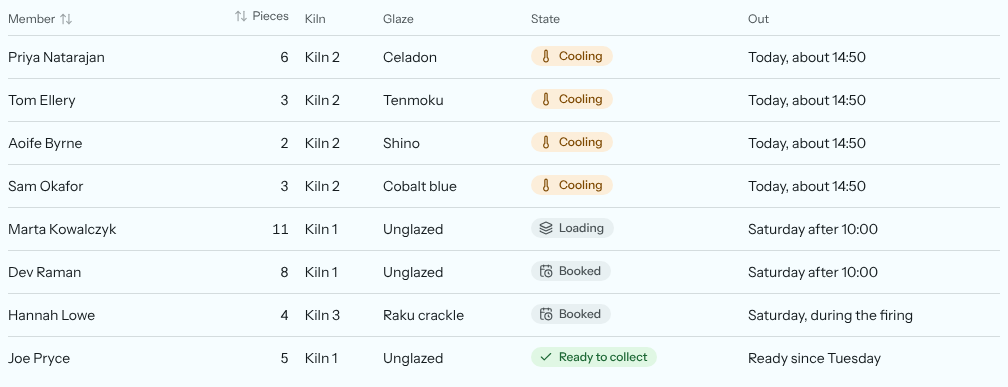 Member Pieces Kiln Glaze State Out
Priya Natarajan 6 Kiln 2 Celadon Cooling Today, about 14:50
Tom Ellery 3 Kiln 2 Tenmoku Cooling Today, about 14:50
Aoife Byrne 2 Kiln 2 Shino Cooling Today, about 14:50
Sam Okafor 3 Kiln 2 Cobalt blue Cooling Today, about 14:50
Marta Kowalczyk 11 Kiln 1 Unglazed Loading Saturday after 10:00
Dev Raman 8 Kiln 1 Unglazed Booked Saturday after 10:00
Hannah Lowe 4 Kiln 3 Raku crackle Booked Saturday, during the firing
Joe Pryce 5 Kiln 1 Unglazed Ready to collect Ready since Tuesday